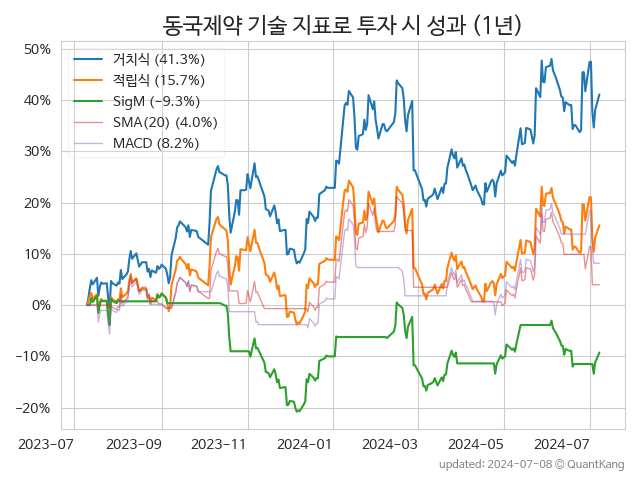 동국제약 기술 지표로 투자 시 성과 (1년)
50%
40%
30%
20%
10%
0%
−10%
−20%
거치식 (41.3%)
적립식 (15.7%)
SigM (−9.3%)
SMA(20) (4.0%)
MACD (8.2%)
2023-07 2023-09 2023-11 2024-01 2024-03 2024-05 2024-07
updated: 2024-07-08 © QuantKang